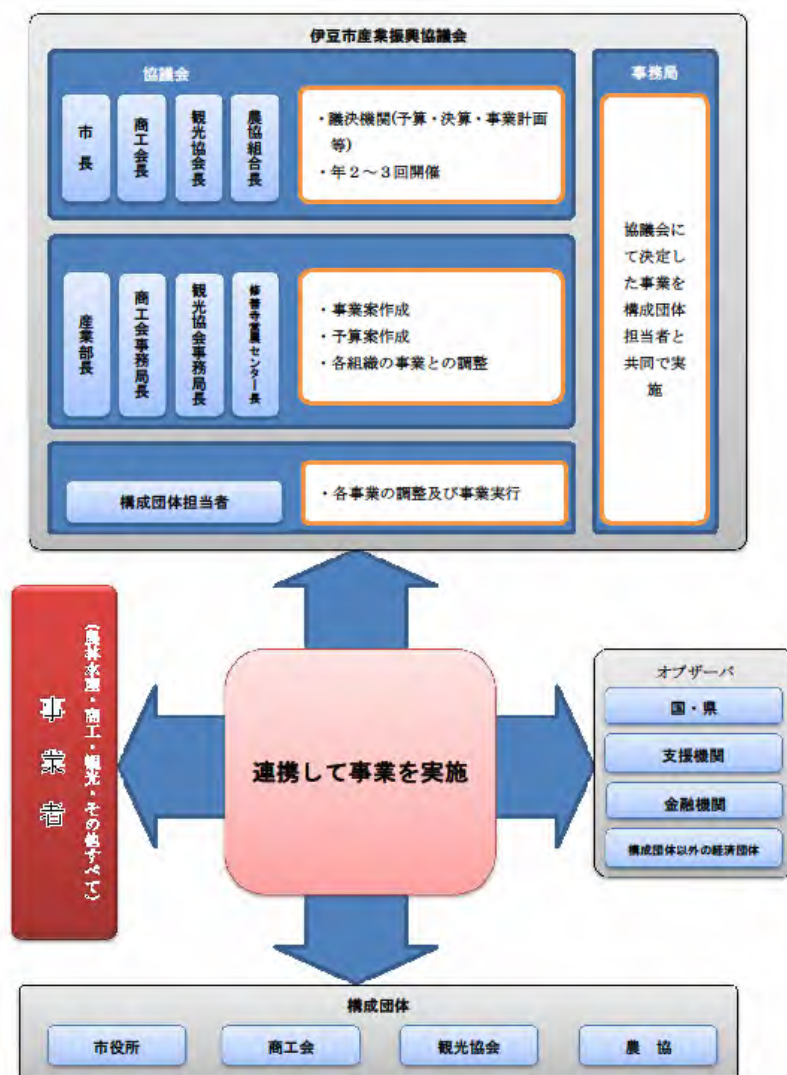 伊豆市産業振興協議会
協議会
市長
商工会長
観光協会長
農協組合長
・議決機関(予算・決算・事業計画
等)
・年2～3回開催
産業部長
商工会事務局長
観光協会事務局長
修善寺営農センター長
・事業案作成
・予算案作成
・各組織の事業との調整
構成団体担当者
・各事業の調整及び事業実行
事務局
協議会に
て決定し
た事業を
構成団体
担当者と
共同で実
施
事業者
(農林水産・商工・観光・その他すべて)
連携して事業を実施
オブザーバ
国・県
支援機関
金融機関
構成団体以外の経済団体
構成団体
市役所
商工会
観光協会
農　協